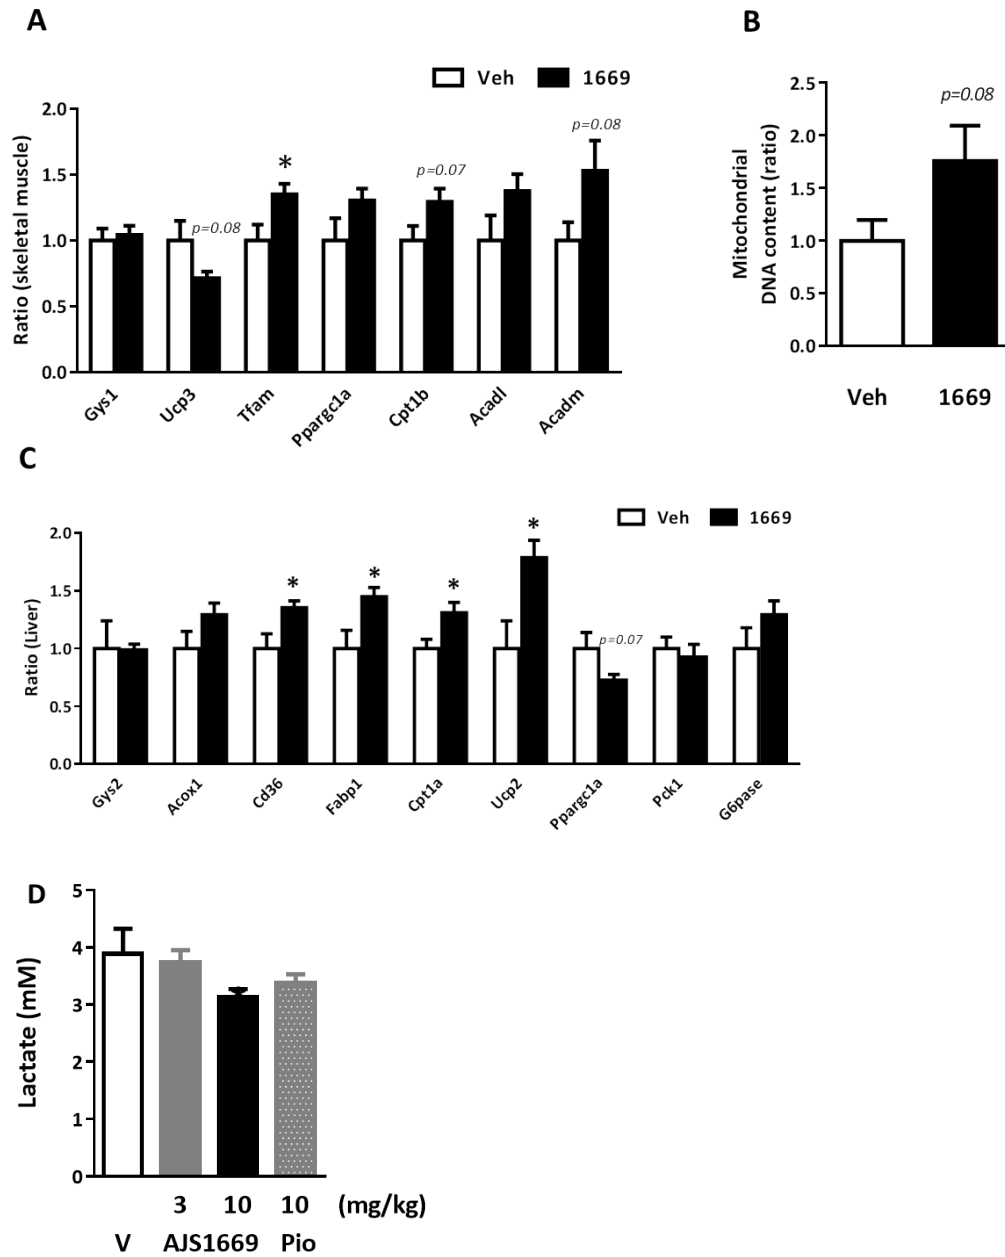 A
Veh 1669
Ratio (skeletal muscle)
2.0
1.5
1.0
0.5
0.0
p=0.08
*
p=0.07
p=0.08
Gys1 Ucp3 Tfam Ppargc1a Cpt1b Acadl Acadm
B
Mitochondrial
DNA content (ratio)
2.5
2.0
1.5
1.0
0.5
0.0
p=0.08
Veh 1669
C
Veh 1669
Ratio (Liver)
2.0
1.5
1.0
0.5
0.0
* * * *
p=0.07
Gys2 Acox1 Cd36 Fabp1 Cpt1a Ucp2 Ppargc1a Pck1 G6pase
D
Lactate (mM)
5
4
3
2
1
0
3 10 10 (mg/kg)
V AJS1669 Pio